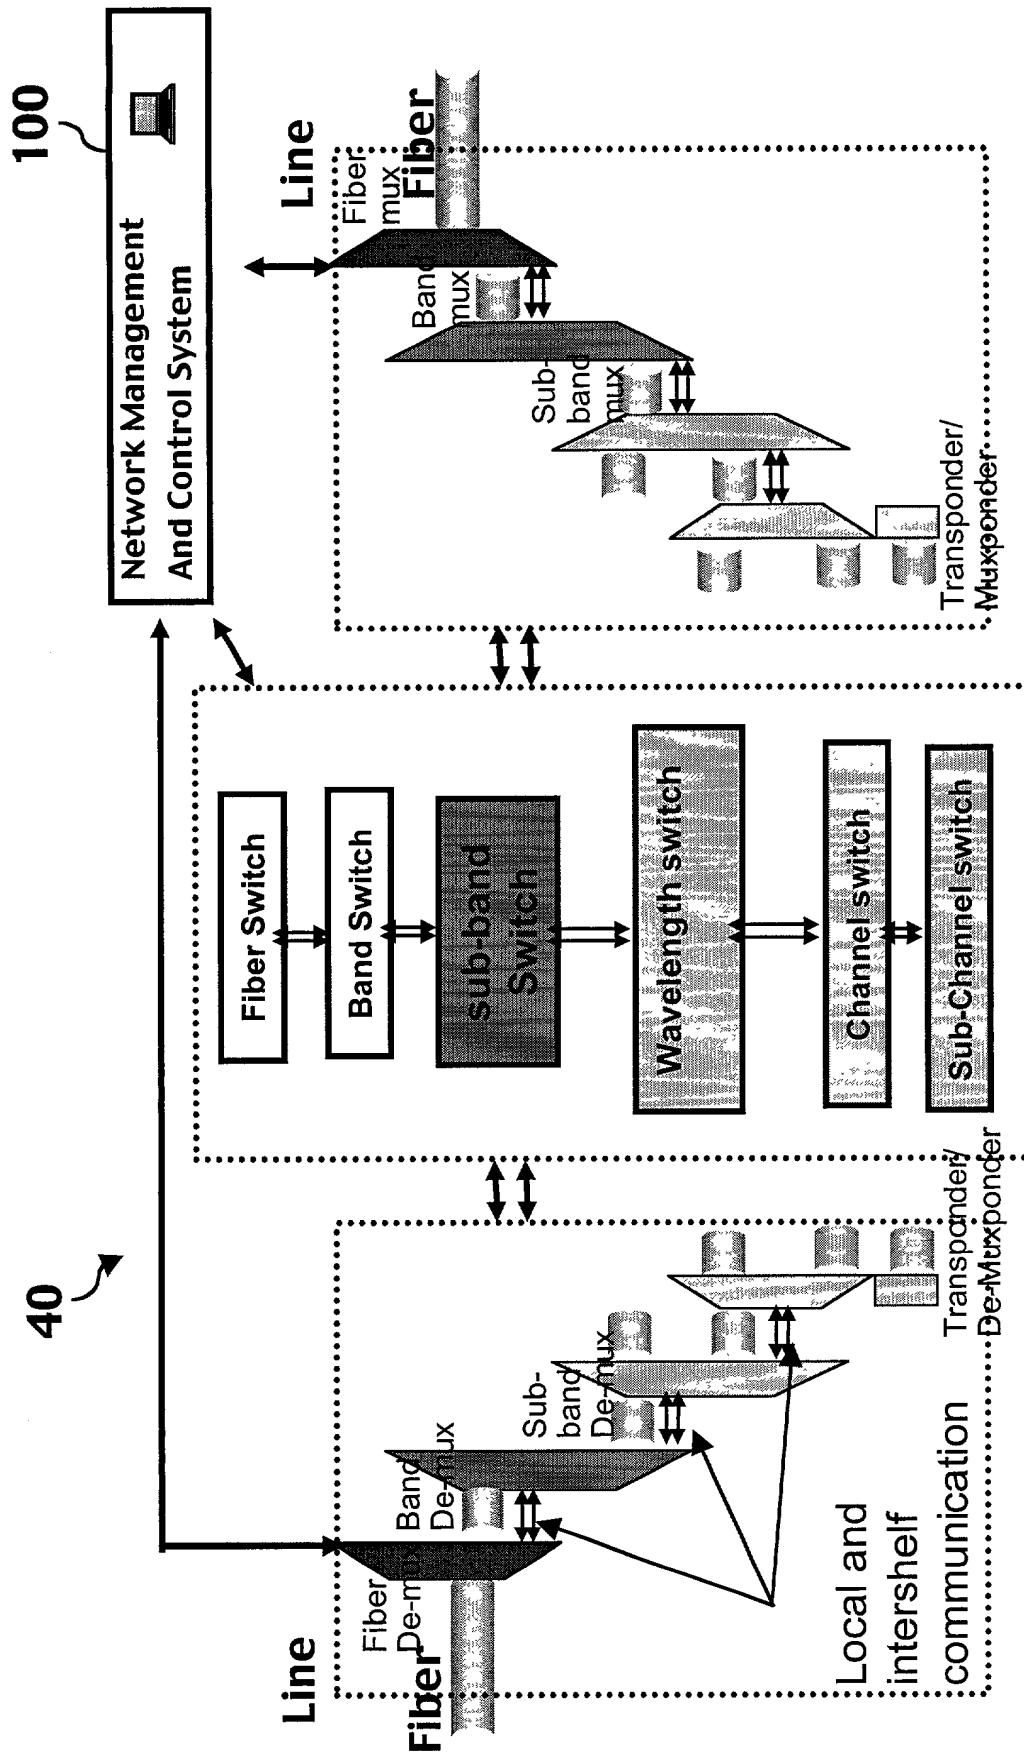 40
100
Network Management
And Control System
Line
Fiber
Fiber
De-mux
Band
De-mux
Sub-
band
De-mux
Transponder/
De-Muxponder
Local and
intershelf
communication
Fiber Switch
Band Switch
sub-band
Switch
Wavelength switch
Channel switch
Sub-Channel switch
Line
Fiber
Fiber
mux
Band
mux
Sub-
band
mux
Transponder/
Muxponder